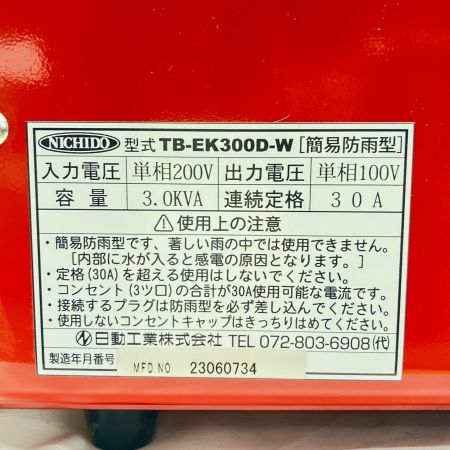 NICHIDO 型式 TB-EK300D-W [簡易防雨型]
入力電圧 単相200V 出力電圧 単相100V
容量 3.0KVA 連続定格 30A
⚠使用上の注意
・簡易防雨型です、著しい雨の中では使用できません。
[内部に水が入ると感電の原因となります。]
・定格(30A)を超える使用はしないでください。
・コンセント(3ツ口)の合計が30A使用可能な電流です。
・接続するプラグは防雨型を必ず差し込んでください。
・使用しないコンセントキャップはきっちりはめてください。
日動工業株式会社 TEL 072-803-6908(代)
製造年月番号 MFD.NO 23060734